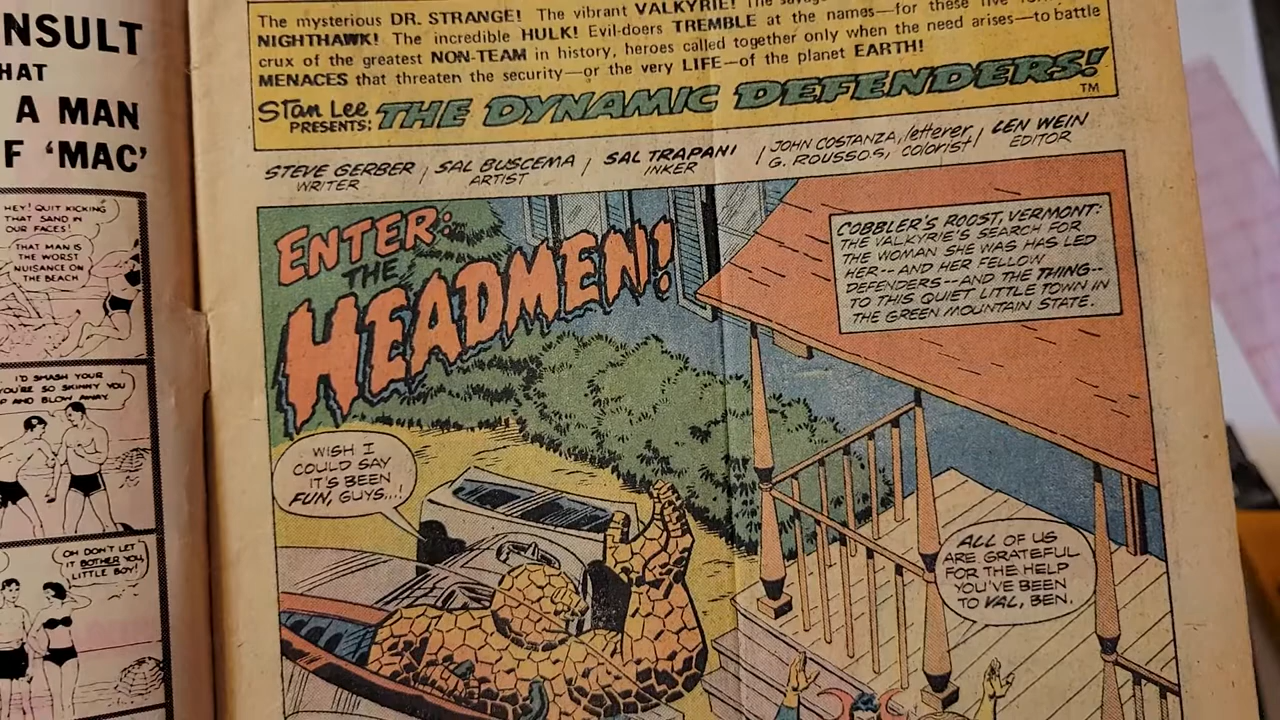 NSULT
HAT
A MAN
F 'MAC'
HEY! QUIT KICKING
THAT SAND IN
OUR FACES!
THAT MAN IS
THE WORST
NUISANCE ON
THE BEACH
I'D SMASH YOUR
YOU'RE SO SKINNY YOU
AND BLOW AWAY.
OH DON'T LET
IT BOTHER YOU,
LITTLE BOY!
The mysterious DR. STRANGE! The vibrant VALKYRIE! The
NIGHTHAWK! The incredible HULK! Evil-doers TREMBLE at the names—for these
crux of the greatest NON-TEAM in history, heroes called together only when the need arises—to battle
MENACES that threaten the security—or the very LIFE—of the planet EARTH!
Stan Lee
PRESENTS: THE DYNAMIC DEFENDERS!
TM
STEVE GERBER / SAL BUSCEMA / SAL TRAPANI / JOHN COSTANZA, letterer / LEN WEIN
WRITER ARTIST INKER G. ROUSSOS, colorist EDITOR
ENTER:
THE
HEADMEN!
COBBLER'S ROOST, VERMONT:
THE VALKYRIE'S SEARCH FOR
THE WOMAN SHE WAS HAS LED
HER--AND HER FELLOW
DEFENDERS--AND THE THING--
TO THIS QUIET LITTLE TOWN IN
THE GREEN MOUNTAIN STATE.
WISH I
COULD SAY
IT'S BEEN
FUN, GUYS...!
ALL OF US
ARE GRATEFUL
FOR THE HELP
YOU'VE BEEN
TO VAL, BEN.